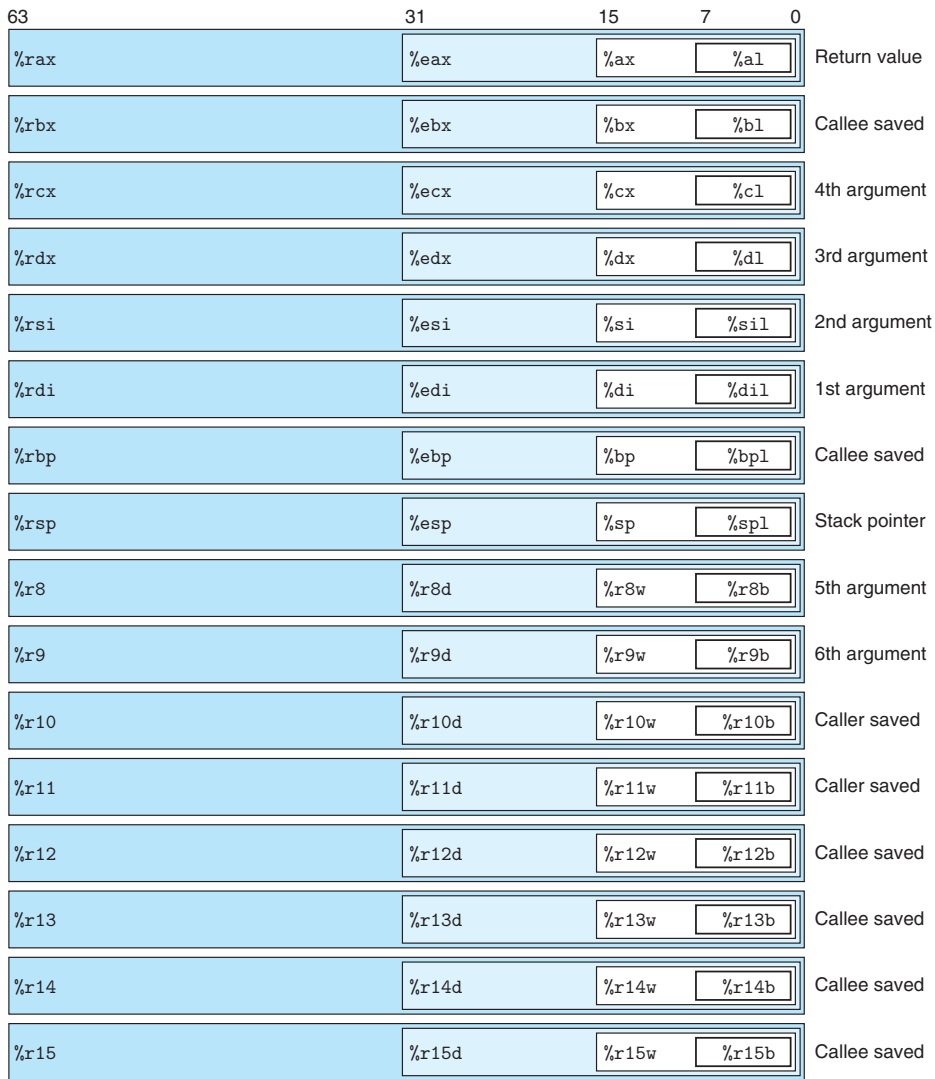 63 31 15 7 0
%rax %eax %ax %al Return value
%rbx %ebx %bx %bl Callee saved
%rcx %ecx %cx %cl 4th argument
%rdx %edx %dx %dl 3rd argument
%rsi %esi %si %sil 2nd argument
%rdi %edi %di %dil 1st argument
%rbp %ebp %bp %bpl Callee saved
%rsp %esp %sp %spl Stack pointer
%r8 %r8d %r8w %r8b 5th argument
%r9 %r9d %r9w %r9b 6th argument
%r10 %r10d %r10w %r10b Caller saved
%r11 %r11d %r11w %r11b Caller saved
%r12 %r12d %r12w %r12b Callee saved
%r13 %r13d %r13w %r13b Callee saved
%r14 %r14d %r14w %r14b Callee saved
%r15 %r15d %r15w %r15b Callee saved